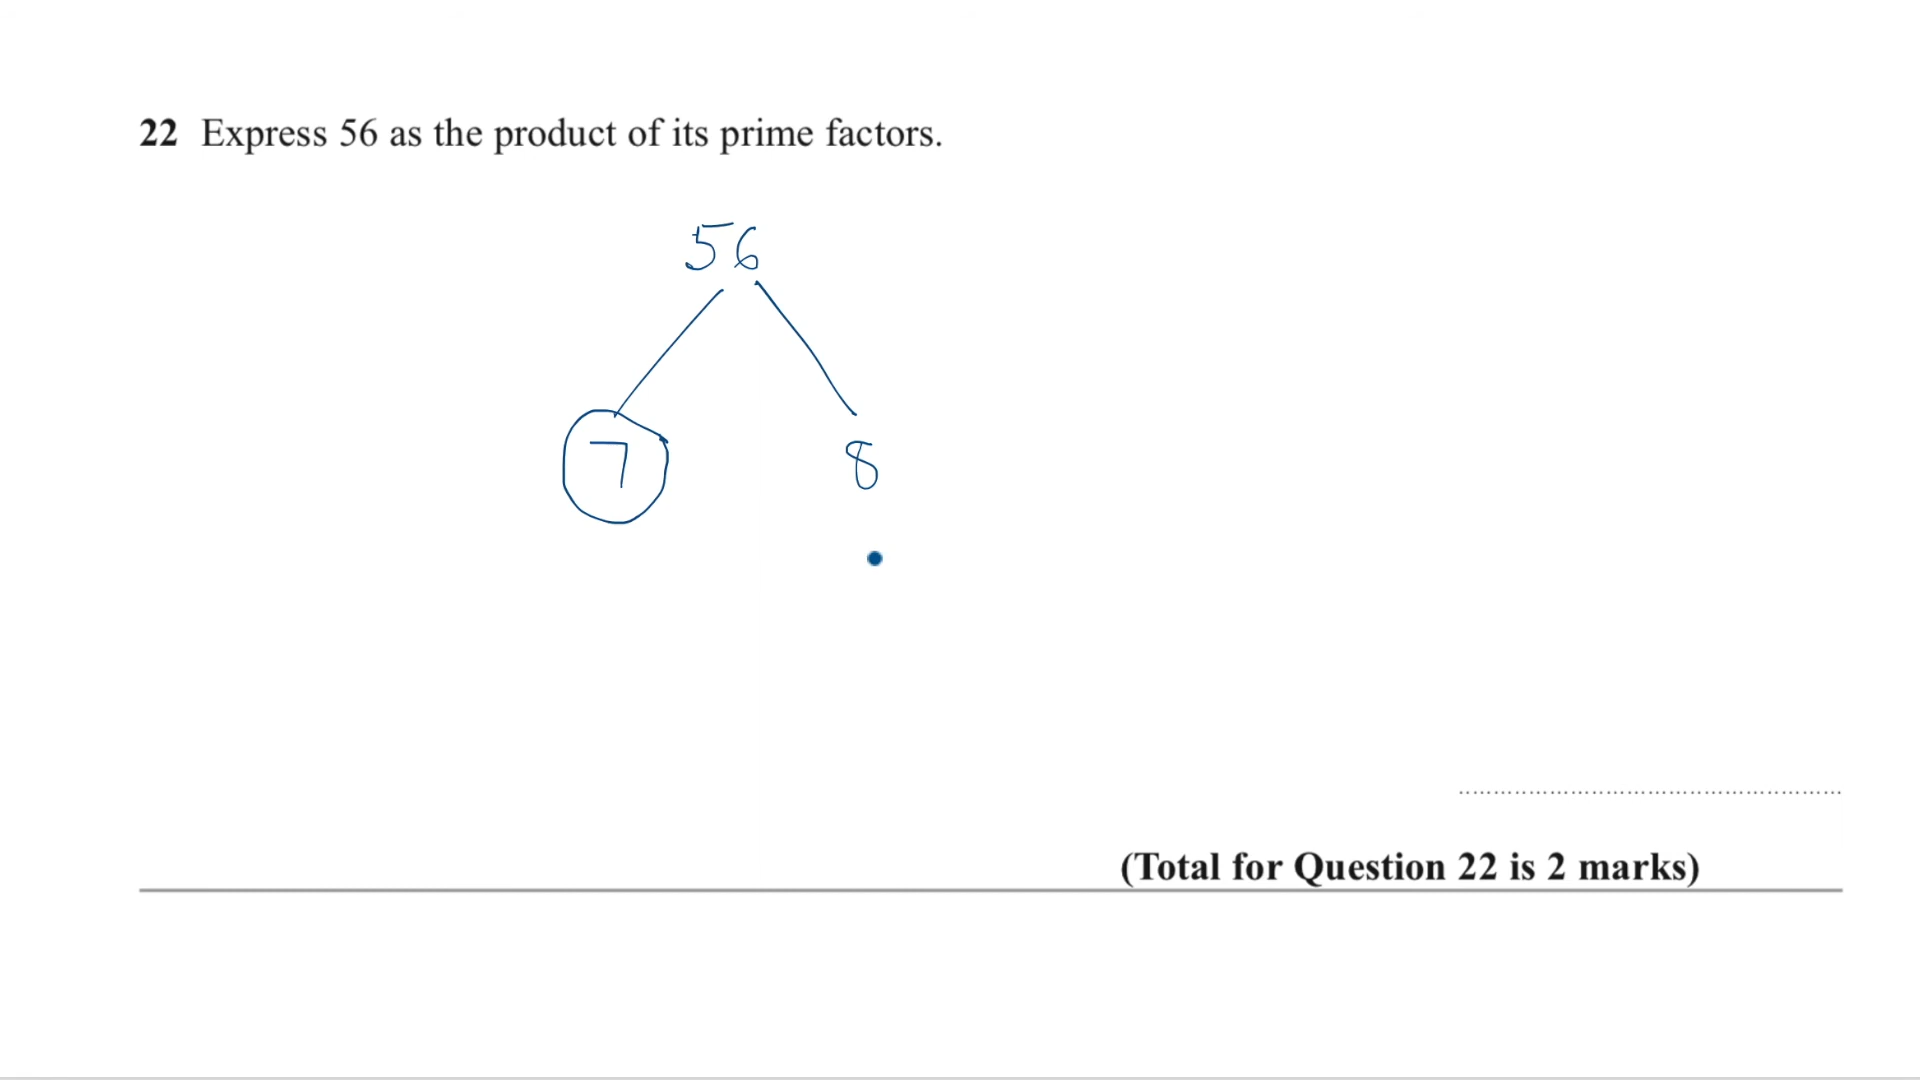 22 Express 56 as the product of its prime factors.
56
7 8
(Total for Question 22 is 2 marks)